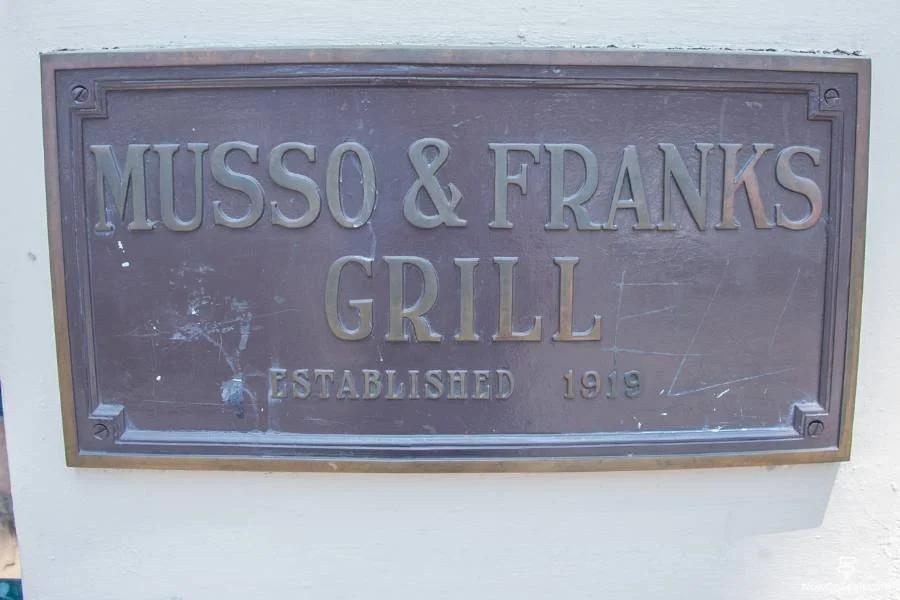 MUSSO & FRANKS
GRILL
ESTABLISHED 1919